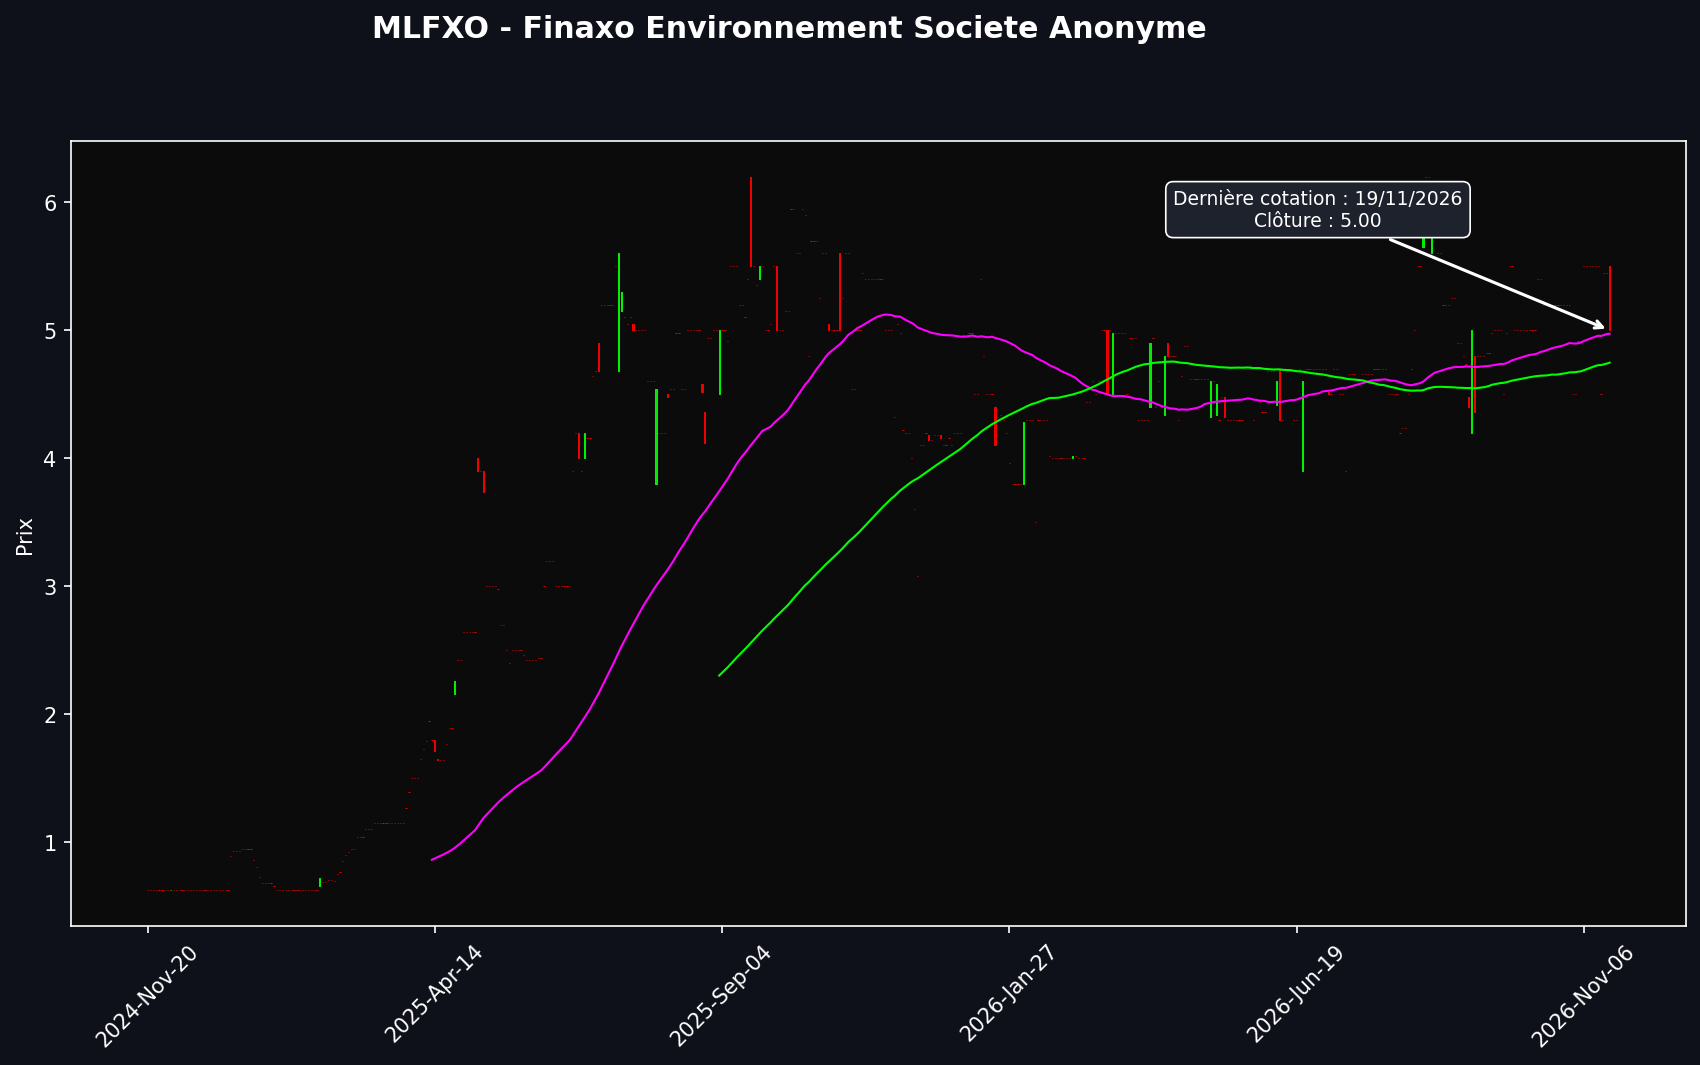 MLFXO - Finaxo Environnement Societe Anonyme
Dernière cotation : 19/11/2026
Clôture : 5.00
Prix
6
5
4
3
2
1
2024-Nov-20
2025-Apr-14
2025-Sep-04
2026-Jan-27
2026-Jun-19
2026-Nov-06